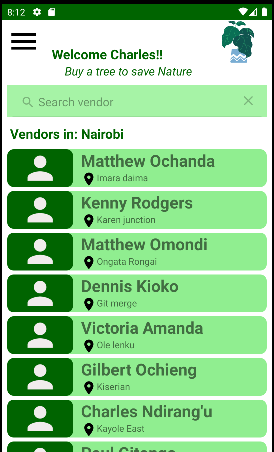 8:12
Welcome Charles!!
Buy a tree to save Nature
Search vendor
Vendors in: Nairobi
Matthew Ochanda
Imara daima
Kenny Rodgers
Karen junction
Matthew Omondi
Ongata Rongai
Dennis Kioko
Git merge
Victoria Amanda
Ole lenku
Gilbert Ochieng
Kiserian
Charles Ndirang'u
Kayole East